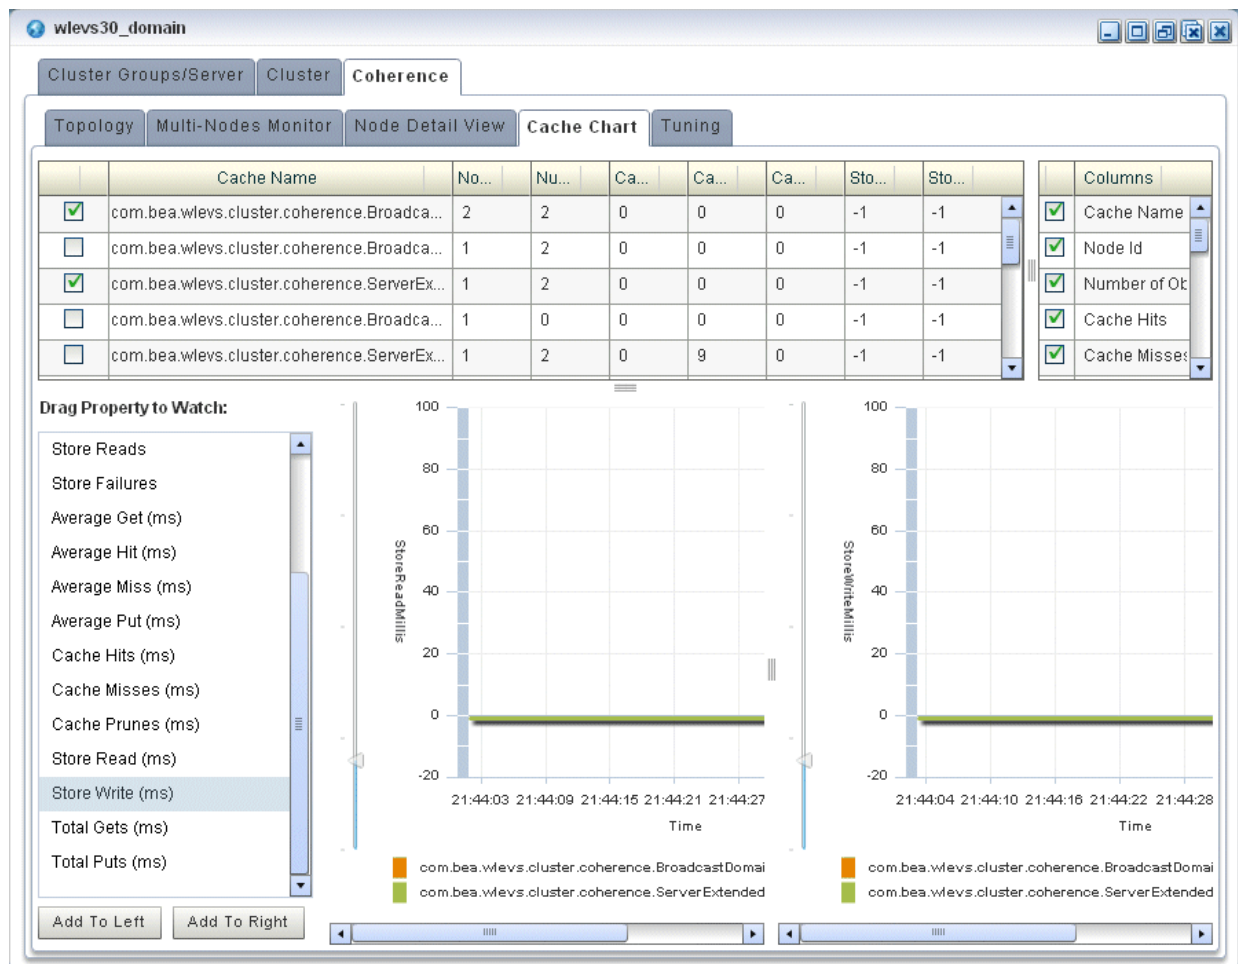 wlevs30_domain
Cluster Groups/Server Cluster Coherence
Topology Multi-Nodes Monitor Node Detail View Cache Chart Tuning
Cache Name No... Nu... Ca... Ca... Ca... Sto... Sto... Columns
com.bea.wlevs.cluster.coherence.Broadca... 2 2 0 0 0 -1 -1 Cache Name
com.bea.wlevs.cluster.coherence.Broadca... 1 2 0 0 0 -1 -1 Node Id
com.bea.wlevs.cluster.coherence.ServerEx... 1 2 0 0 0 -1 -1 Number of Ob
com.bea.wlevs.cluster.coherence.Broadca... 1 0 0 0 0 -1 -1 Cache Hits
com.bea.wlevs.cluster.coherence.ServerEx... 1 2 0 9 0 -1 -1 Cache Misses
Drag Property to Watch:
Store Reads
Store Failures
Average Get (ms)
Average Hit (ms)
Average Miss (ms)
Average Put (ms)
Cache Hits (ms)
Cache Misses (ms)
Cache Prunes (ms)
Store Read (ms)
Store Write (ms)
Total Gets (ms)
Total Puts (ms)
Add To Left Add To Right
100
80
60
40
20
0
-20
StoreReadMillis
21:44:03 21:44:09 21:44:15 21:44:21 21:44:27
Time
com.bea.wlevs.cluster.coherence.BroadcastDomai
com.bea.wlevs.cluster.coherence.ServerExtended
100
80
60
40
20
0
-20
StoreWriteMillis
21:44:04 21:44:10 21:44:16 21:44:22 21:44:28
Time
com.bea.wlevs.cluster.coherence.BroadcastDomai
com.bea.wlevs.cluster.coherence.ServerExtended